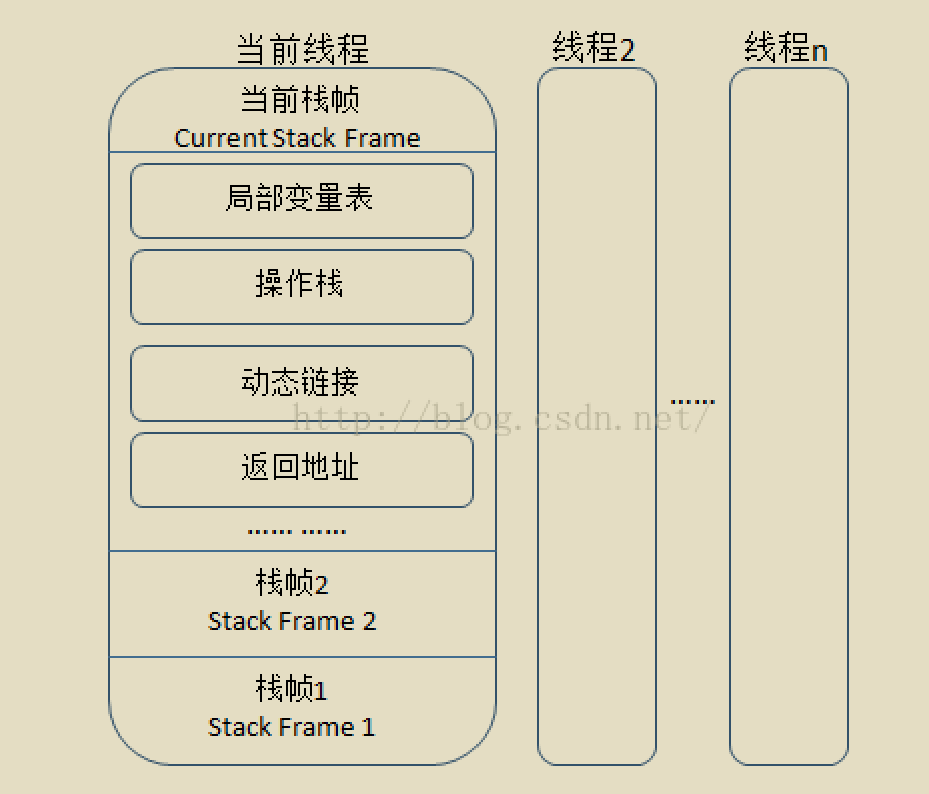 当前线程
线程2
线程n
当前栈帧
Current Stack Frame
局部变量表
操作栈
动态链接
……
http://blog.csdn.net/
返回地址
…… ……
栈帧2
Stack Frame 2
栈帧1
Stack Frame 1